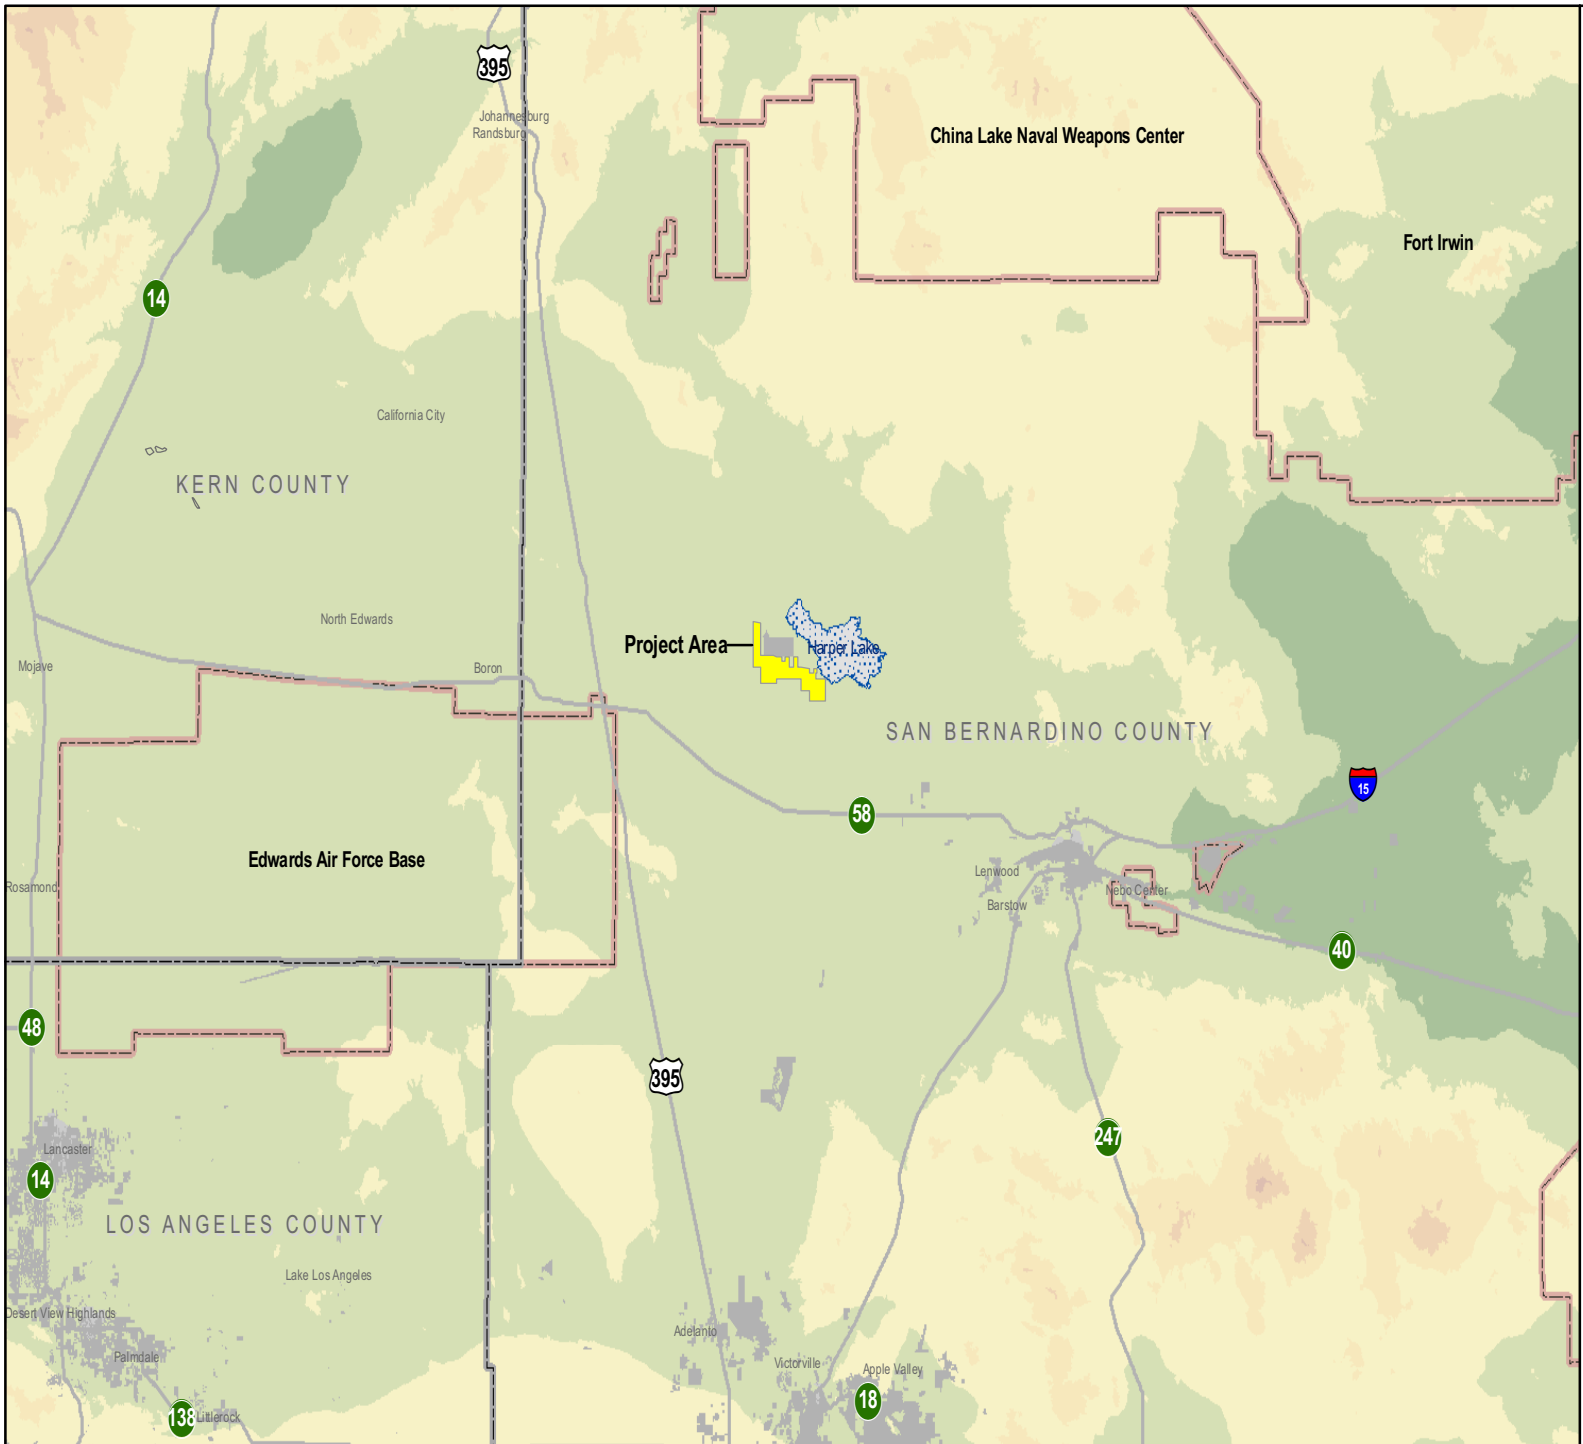 395
Johannesburg
Randsburg
China Lake Naval Weapons Center
Fort Irwin
14
California City
KERN COUNTY
North Edwards
Project Area
Harper Lake
Mojave
Boron
SAN BERNARDINO COUNTY
15
58
Edwards Air Force Base
Lenwood
Rosamond
Nebo Center
Barstow
40
48
395
247
Lancaster
14
LOS ANGELES COUNTY
Lake Los Angeles
Desert View Highlands
Adelanto
Palmdale
Victorville
Apple Valley
18
138
Littlerock